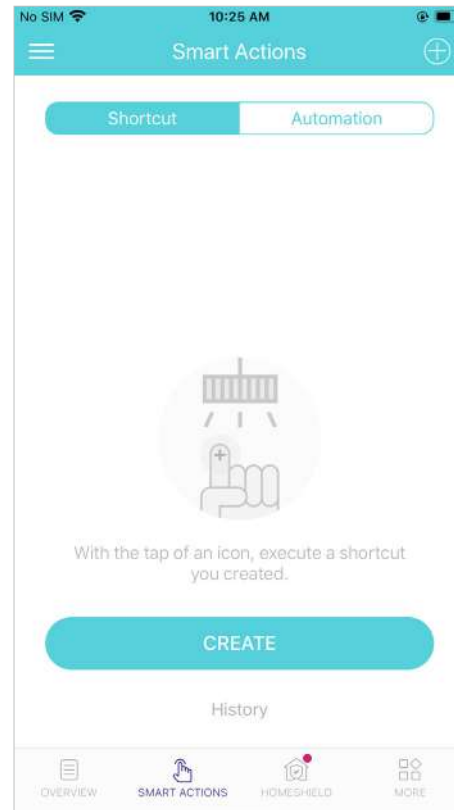 No SIM 10:25 AM
Smart Actions
Shortcut Automation
With the tap of an icon, execute a shortcut
you created.
CREATE
History
OVERVIEW SMART ACTIONS HOMESHIELD MORE